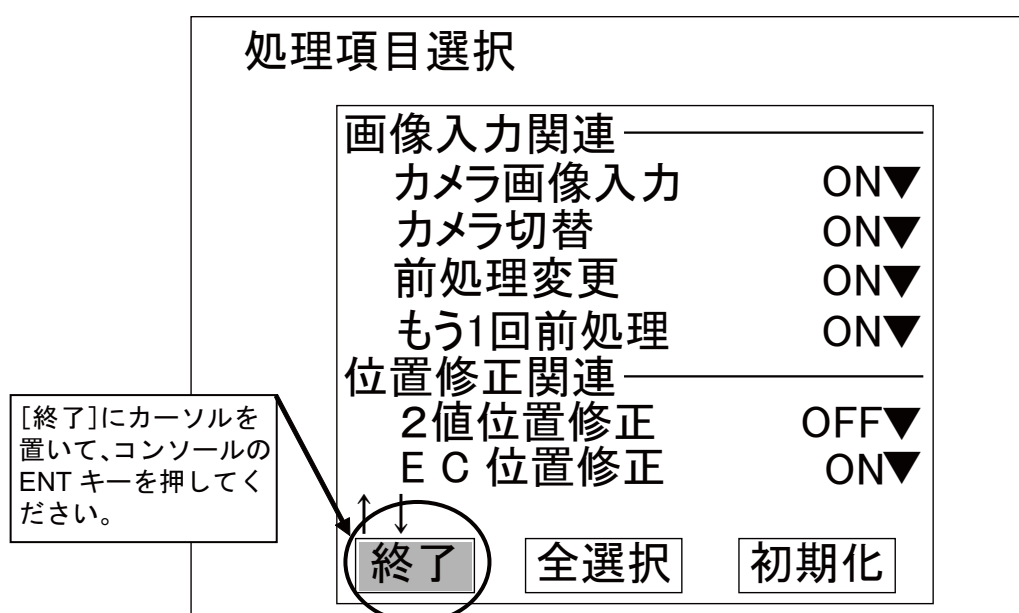 処理項目選択
画像入力関連
カメラ画像入力 ON▼
カメラ切替 ON▼
前処理変更 ON▼
もう1回前処理 ON▼
位置修正関連
2値位置修正 OFF▼
EC位置修正 ON▼
↑ ↓
終了 全選択 初期化
[終了]にカーソルを
置いて、コンソールの
ENT キーを押してく
ださい。